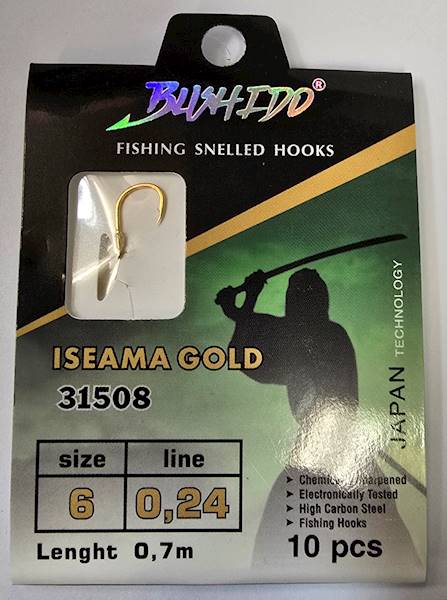 BUSHIDO®
FISHING SNELLED HOOKS
JAPAN TECHNOLOGY
ISEAMA GOLD
31508
size line
6 0,24
Lenght 0,7m
Chemically Sharpened
Electronically Tested
High Carbon Steel
Fishing Hooks
10 pcs